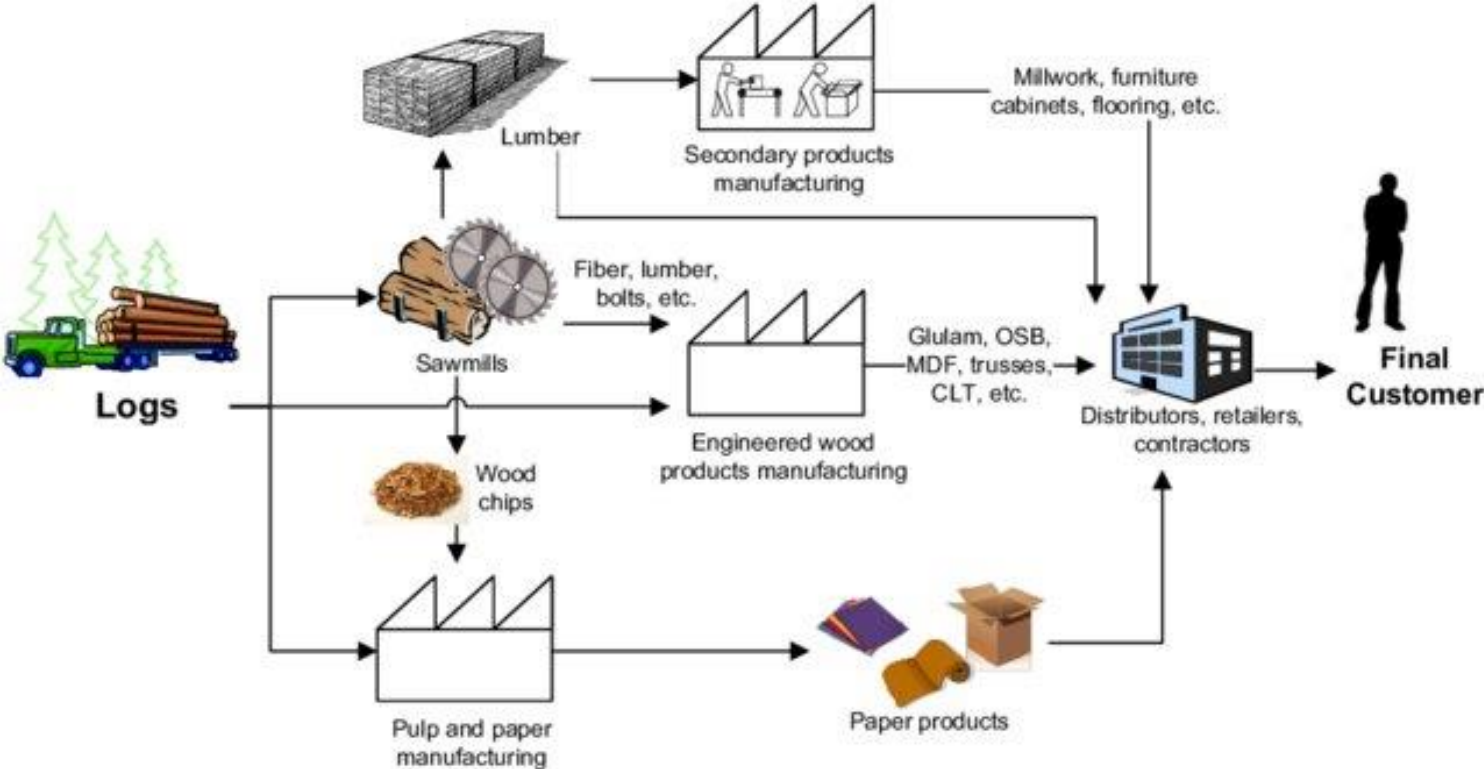 Lumber
Secondary products
manufacturing
Millwork, furniture
cabinets, flooring, etc.
Logs
Sawmills
Fiber, lumber,
bolts, etc.
Engineered wood
products manufacturing
Glulam, OSB,
MDF, trusses,
CLT, etc.
Distributors, retailers,
contractors
Final
Customer
Wood
chips
Pulp and paper
manufacturing
Paper products